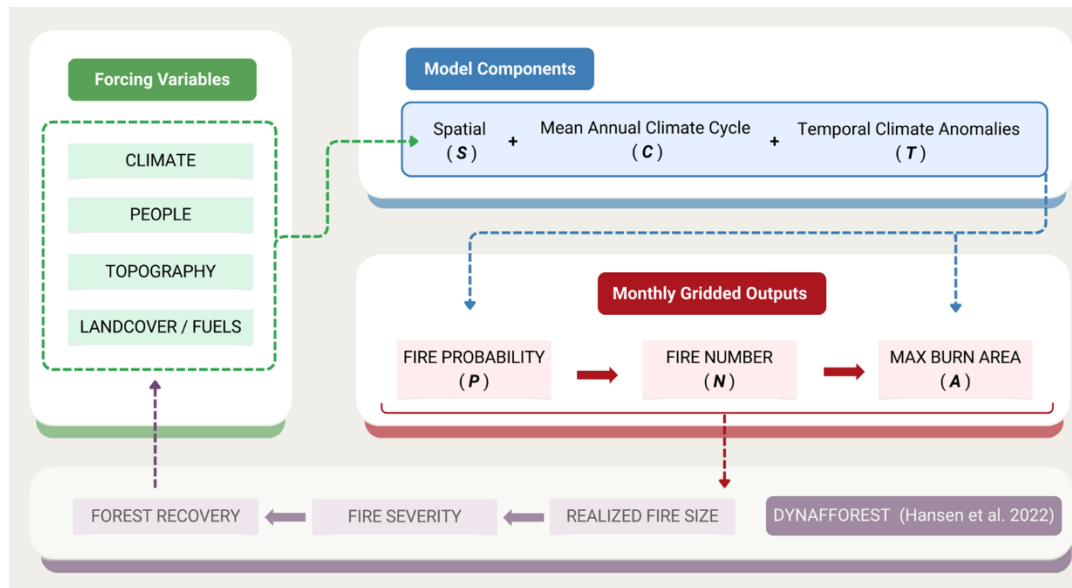 Forcing Variables
CLIMATE
PEOPLE
TOPOGRAPHY
LANDCOVER / FUELS
Model Components
Spatial
( S )
+
Mean Annual Climate Cycle
( C )
+
Temporal Climate Anomalies
( T )
Monthly Gridded Outputs
FIRE PROBABILITY
( P )
FIRE NUMBER
( N )
MAX BURN AREA
( A )
FOREST RECOVERY
FIRE SEVERITY
REALIZED FIRE SIZE
DYNAFFOREST (Hansen et al. 2022)